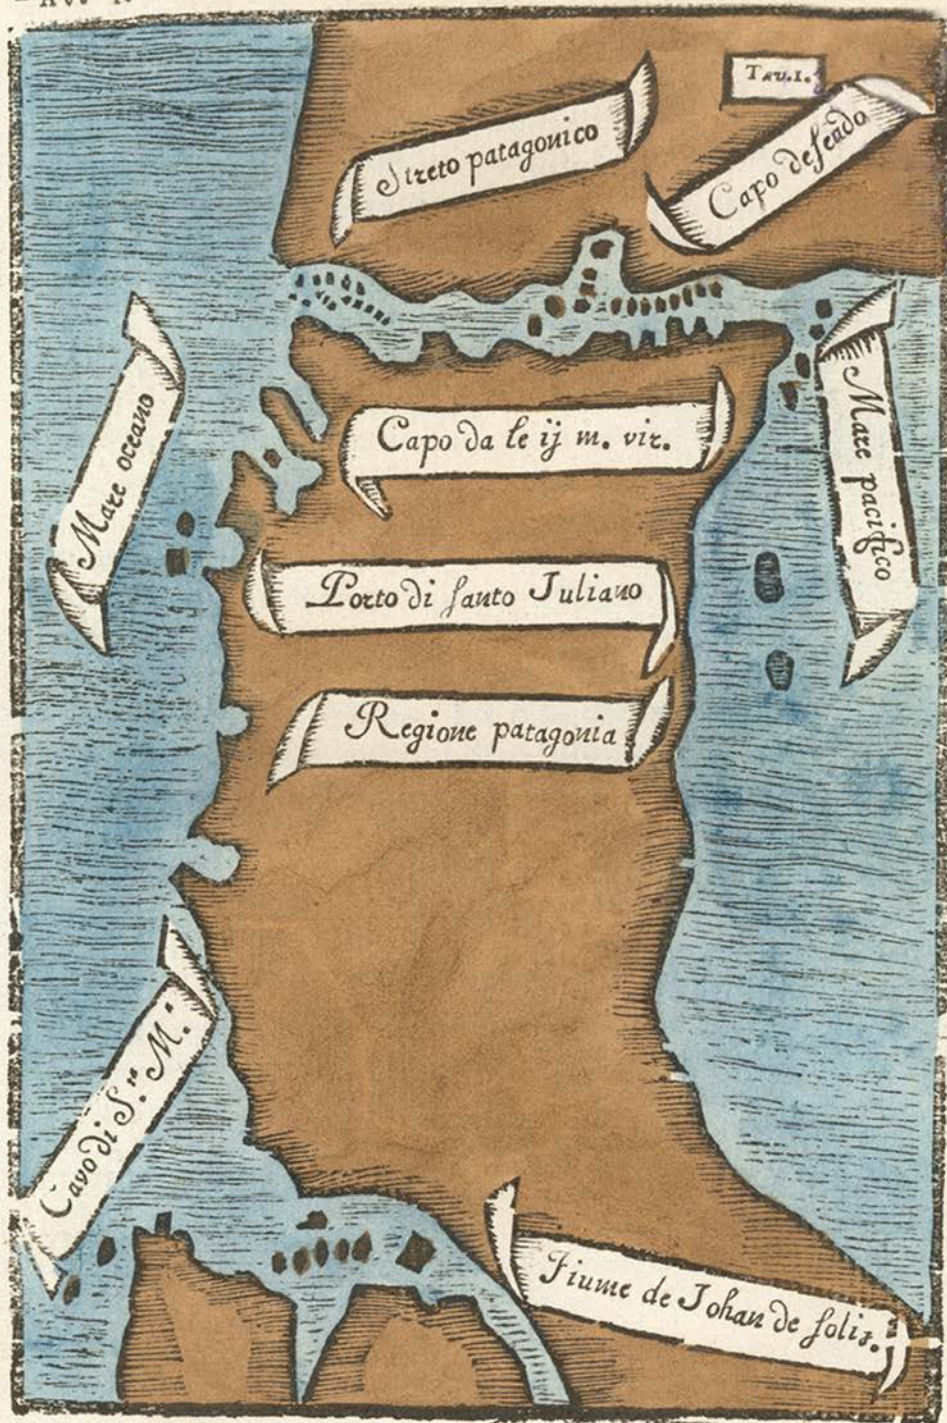 Tav. I.
Streto patagonico
Capo deseado
Mare oceano
Capo da le ij m. vir.
Mare pacifico
Porto di santo Juliano
Regione patagonia
Cavo di S.ta M.a
Fiume de Johan de solis.